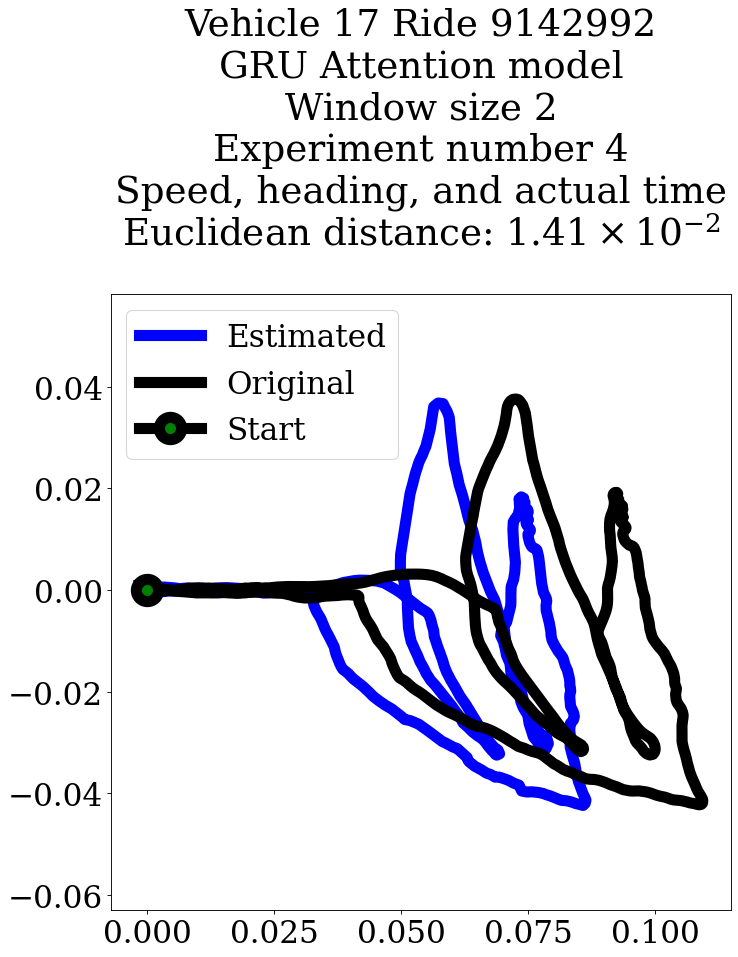 Vehicle 17 Ride 9142992
GRU Attention model
Window size 2
Experiment number 4
Speed, heading, and actual time
Euclidean distance: 1.41 × 10⁻²
Estimated
Original
Start
0.04
0.02
0.00
−0.02
−0.04
−0.06
0.000 0.025 0.050 0.075 0.100